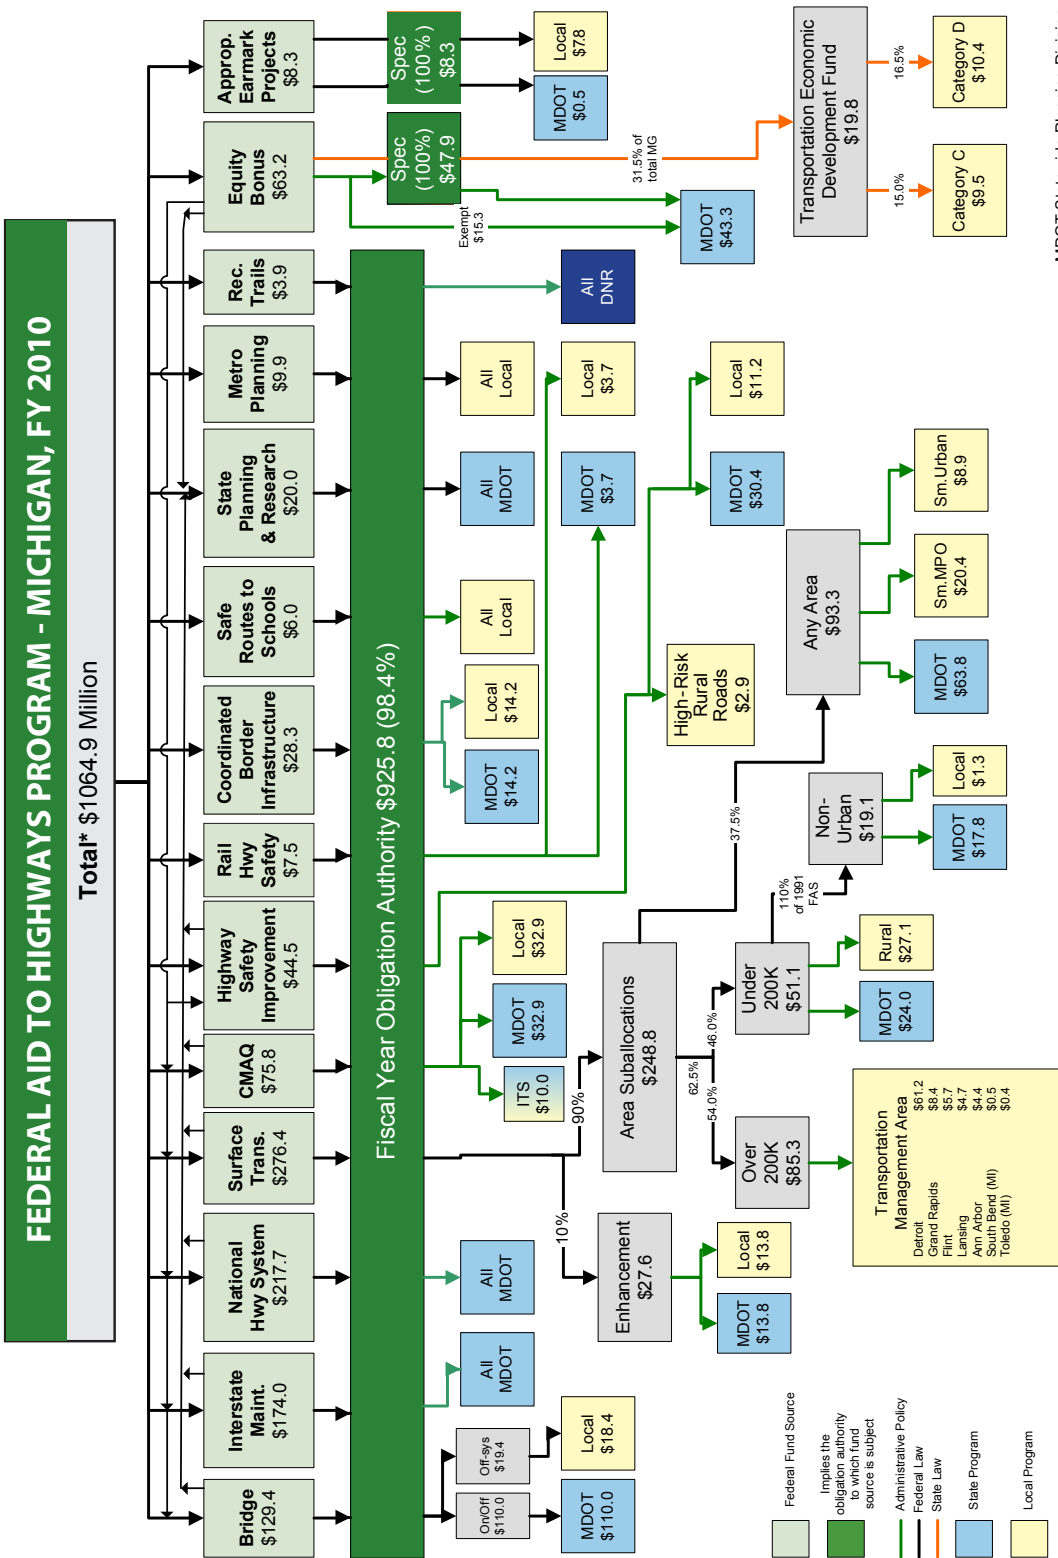 FEDERAL AID TO HIGHWAYS PROGRAM - MICHIGAN, FY 2010
Total* $1064.9 Million
Bridge
$129.4
Interstate
Maint.
$174.0
National
Hwy System
$217.7
Surface
Trans.
$276.4
CMAQ
$75.8
Highway
Safety
Improvement
$44.5
Rail
Hwy
Safety
$7.5
Coordinated
Border
Infrastructure
$28.3
Safe
Routes to
Schools
$6.0
State
Planning
& Research
$20.0
Metro
Planning
$9.9
Rec.
Trails
$3.9
Equity
Bonus
$63.2
Approp.
Earmark
Projects
$8.3
Fiscal Year Obligation Authority $925.8 (98.4%)
Spec
(100%)
$47.9
Spec
(100%)
$8.3
On/Off
$110.0
Off-sys
$19.4
MDOT
$110.0
Local
$18.4
All
MDOT
All
MDOT
ITS
$10.0
MDOT
$32.9
Local
$32.9
MDOT
$14.2
Local
$14.2
All
Local
All
MDOT
All
Local
MDOT
$3.7
Local
$3.7
All
DNR
Exempt
$15.3
MDOT
$0.5
Local
$7.8
10%
90%
Enhancement
$27.6
MDOT
$13.8
Local
$13.8
Area Suballocations
$248.8
High-Risk
Rural
Roads
$2.9
MDOT
$30.4
Local
$11.2
MDOT
$43.3
31.5% of
total MG
62.5%
54.0%
46.0%
37.5%
Over
200K
$85.3
Under
200K
$51.1
110%
of 1991
FAS
Non-
Urban
$19.1
Any Area
$93.3
Transportation Economic
Development Fund
$19.8
15.0%
16.5%
Category C
$9.5
Category D
$10.4
Transportation
Management Area
Detroit $61.2
Grand Rapids $8.4
Flint $5.7
Lansing $4.7
Ann Arbor $4.4
South Bend (MI) $0.5
Toledo (MI) $0.4
MDOT
$24.0
Rural
$27.1
MDOT
$17.8
Local
$1.3
MDOT
$63.8
Sm.MPO
$20.4
Sm.Urban
$8.9
Federal Fund Source
Implies the
obligation authority
to which fund
source is subject
Administrative Policy
Federal Law
State Law
State Program
Local Program